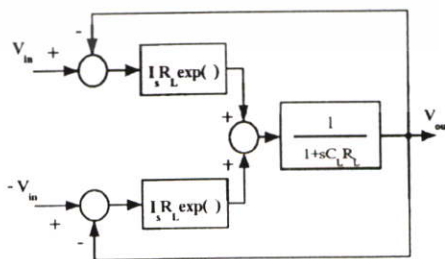 -
V_in
+
I_s R_L exp( )
+
+
1
1+sC_L R_L
V_ou
- V_in
+
I_s R_L exp( )
-